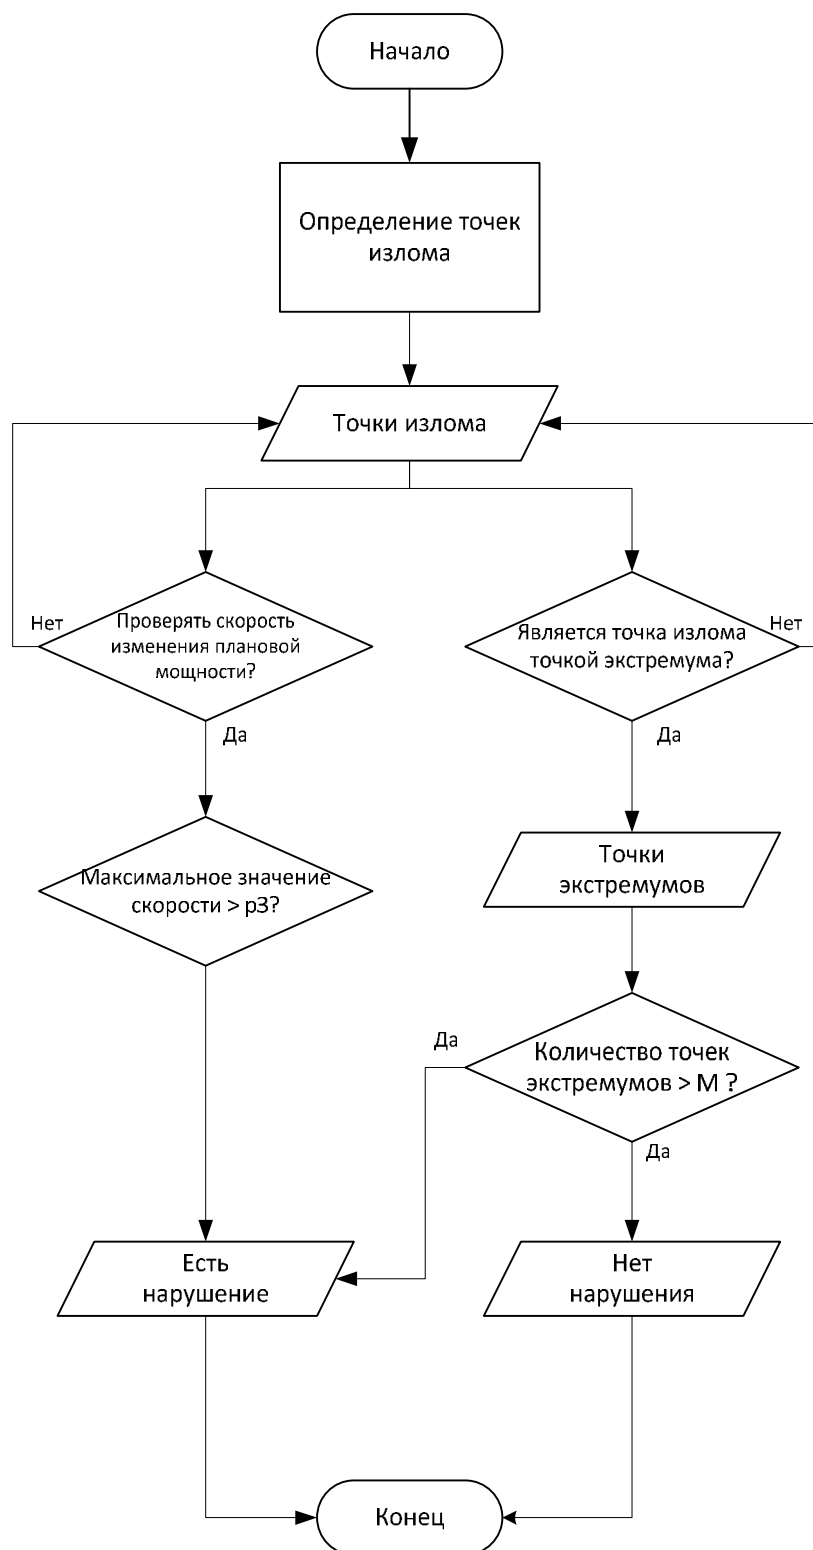 Начало
Определение точек
излома
Точки излома
Нет
Проверять скорость
изменения плановой
мощности?
Является точка излома
точкой экстремума?
Нет
Да
Да
Максимальное значение
скорости > p3?
Точки
экстремумов
Да
Количество точек
экстремумов > M ?
Да
Есть
нарушение
Нет
нарушения
Конец